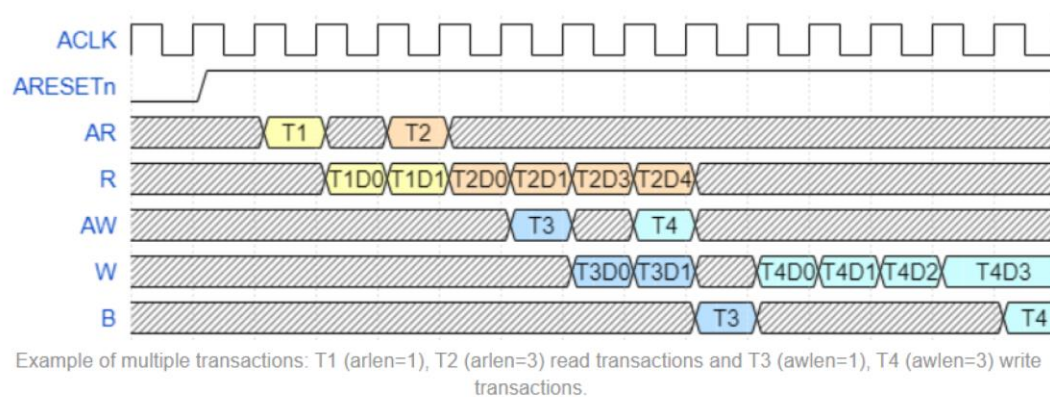 ACLK
ARESETn
AR T1 T2
R T1D0 T1D1 T2D0 T2D1 T2D3 T2D4
AW T3 T4
W T3D0 T3D1 T4D0 T4D1 T4D2 T4D3
B T3 T4
Example of multiple transactions: T1 (arlen=1), T2 (arlen=3) read transactions and T3 (awlen=1), T4 (awlen=3) write
transactions.